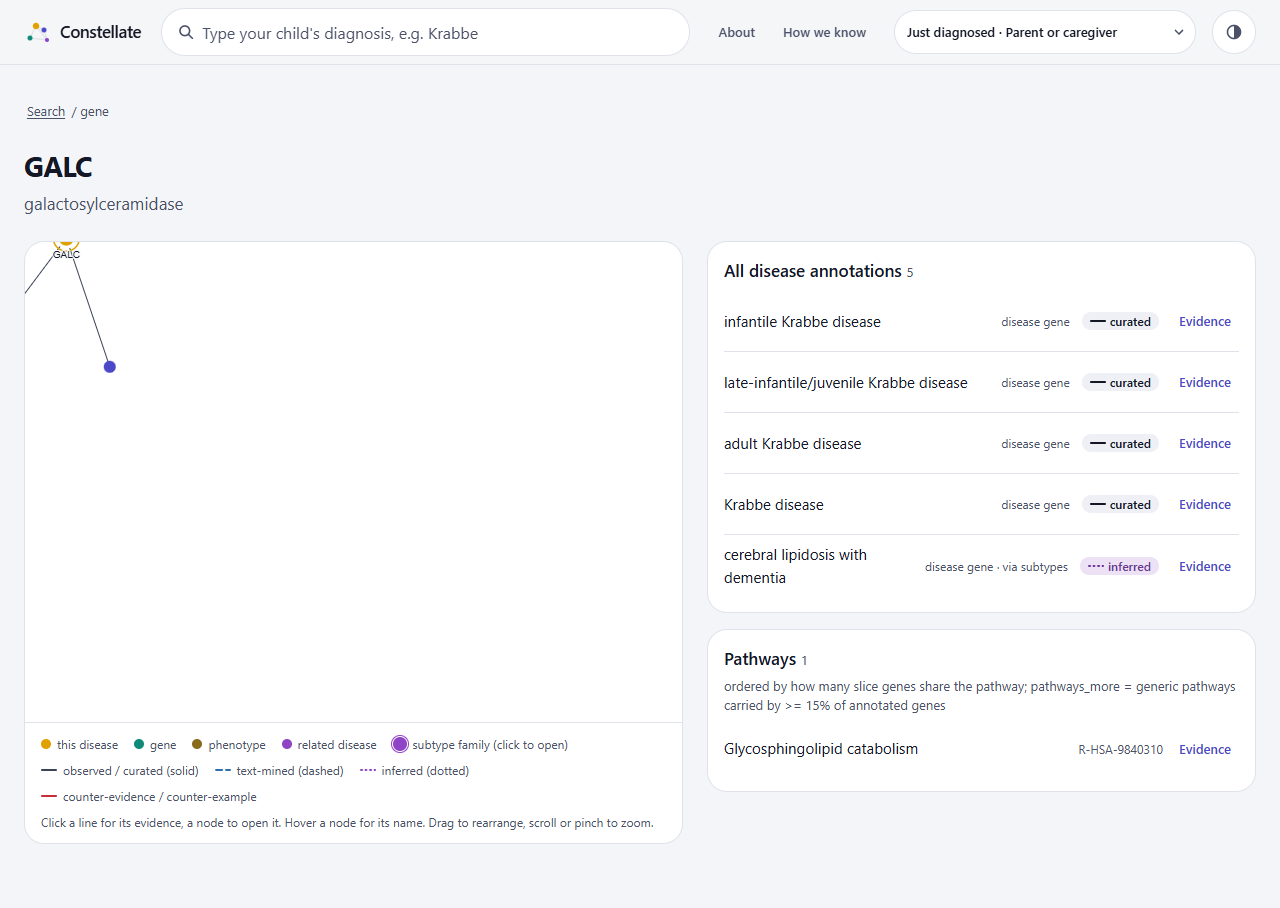 Constellate
Type your child's diagnosis, e.g. Krabbe
About
How we know
Just diagnosed · Parent or caregiver
Search / gene
GALC
galactosylceramidase
GALC
this disease
gene
phenotype
related disease
subtype family (click to open)
observed / curated (solid)
text-mined (dashed)
inferred (dotted)
counter-evidence / counter-example
Click a line for its evidence, a node to open it. Hover a node for its name. Drag to rearrange, scroll or pinch to zoom.
All disease annotations 5
infantile Krabbe disease disease gene curated Evidence
late-infantile/juvenile Krabbe disease disease gene curated Evidence
adult Krabbe disease disease gene curated Evidence
Krabbe disease disease gene curated Evidence
cerebral lipidosis with
dementia
disease gene · via subtypes inferred Evidence
Pathways 1
ordered by how many slice genes share the pathway; pathways_more = generic pathways
carried by >= 15% of annotated genes
Glycosphingolipid catabolism R-HSA-9840310 Evidence